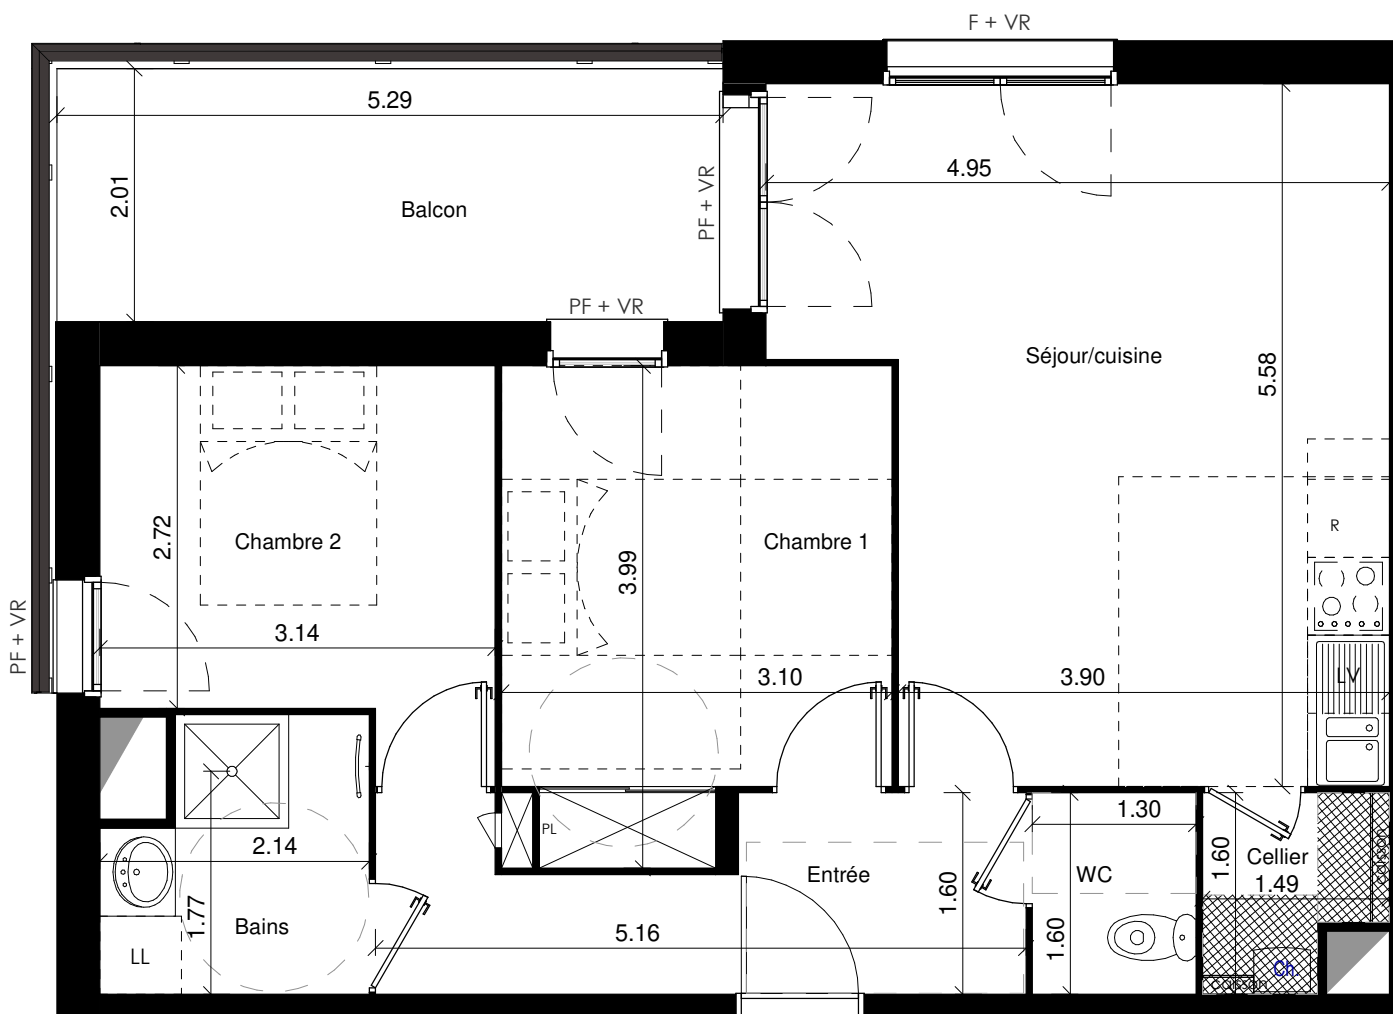 F + VR
5.29
4.95
2.01
PF + VR
Balcon
PF + VR
Séjour/cuisine
5.58
2.72
Chambre 2
3.99
Chambre 1
R
PF + VR
3.14
3.10
3.90
LV
PL
1.30
2.14
Entrée
WC
1.60
Cellier
1.49
caisson
1.77
Bains
1.60
1.60
5.16
LL
Ch
caisson